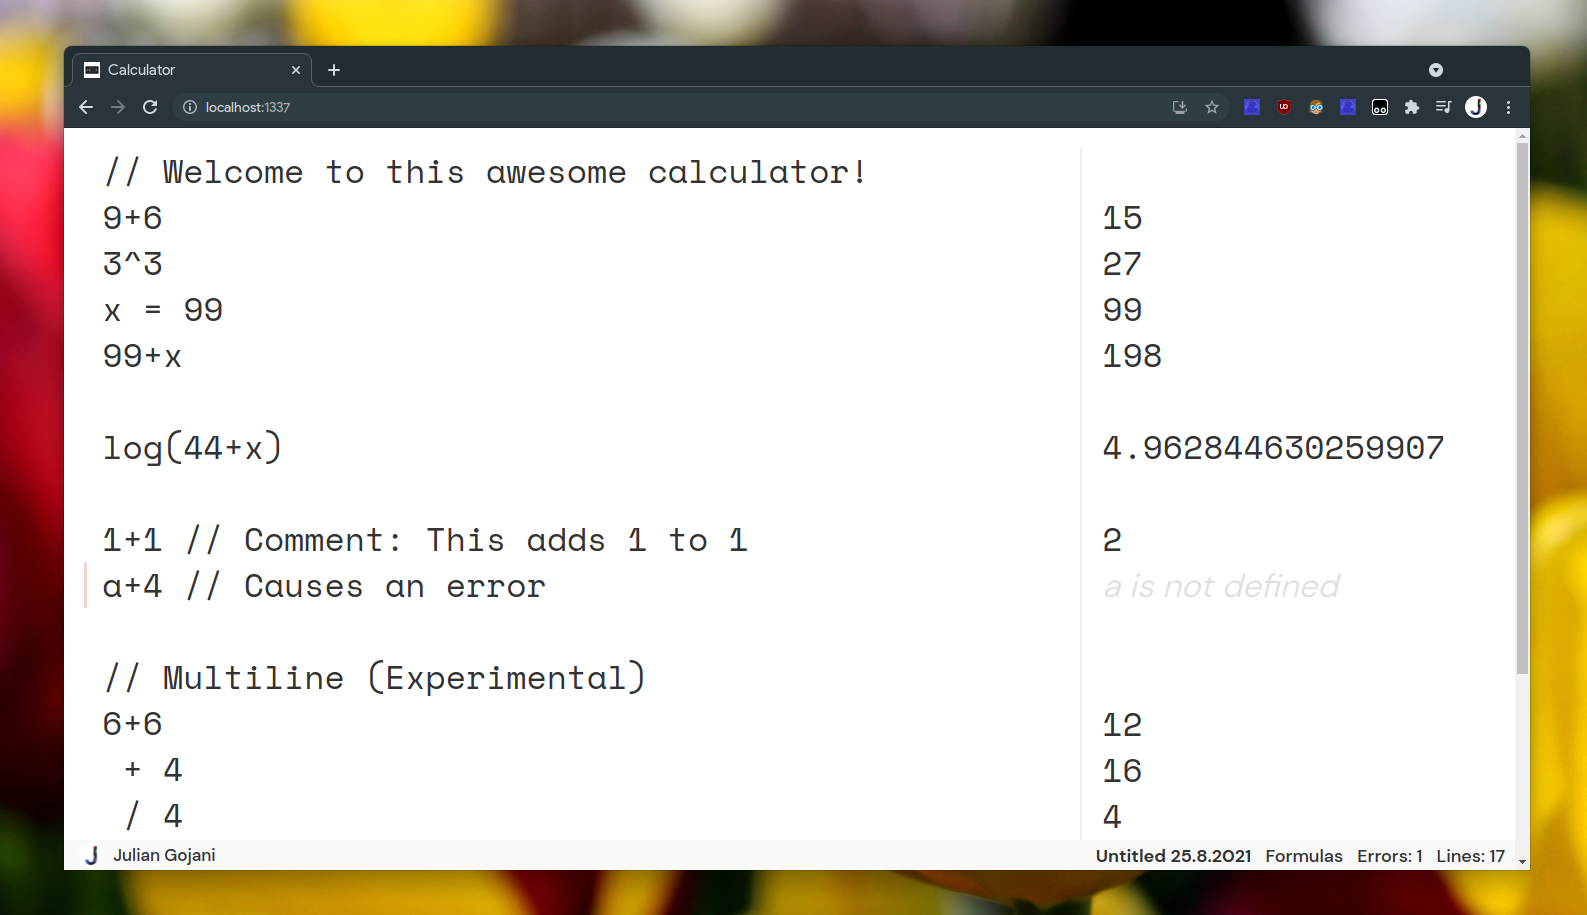 Calculator
localhost:1337
// Welcome to this awesome calculator!
9+6 15
3^3 27
x = 99 99
99+x 198
log(44+x) 4.962844630259907
1+1 // Comment: This adds 1 to 1 2
a+4 // Causes an error a is not defined
// Multiline (Experimental)
6+6 12
+ 4 16
/ 4 4
J Julian Gojani Untitled 25.8.2021 Formulas Errors: 1 Lines: 17